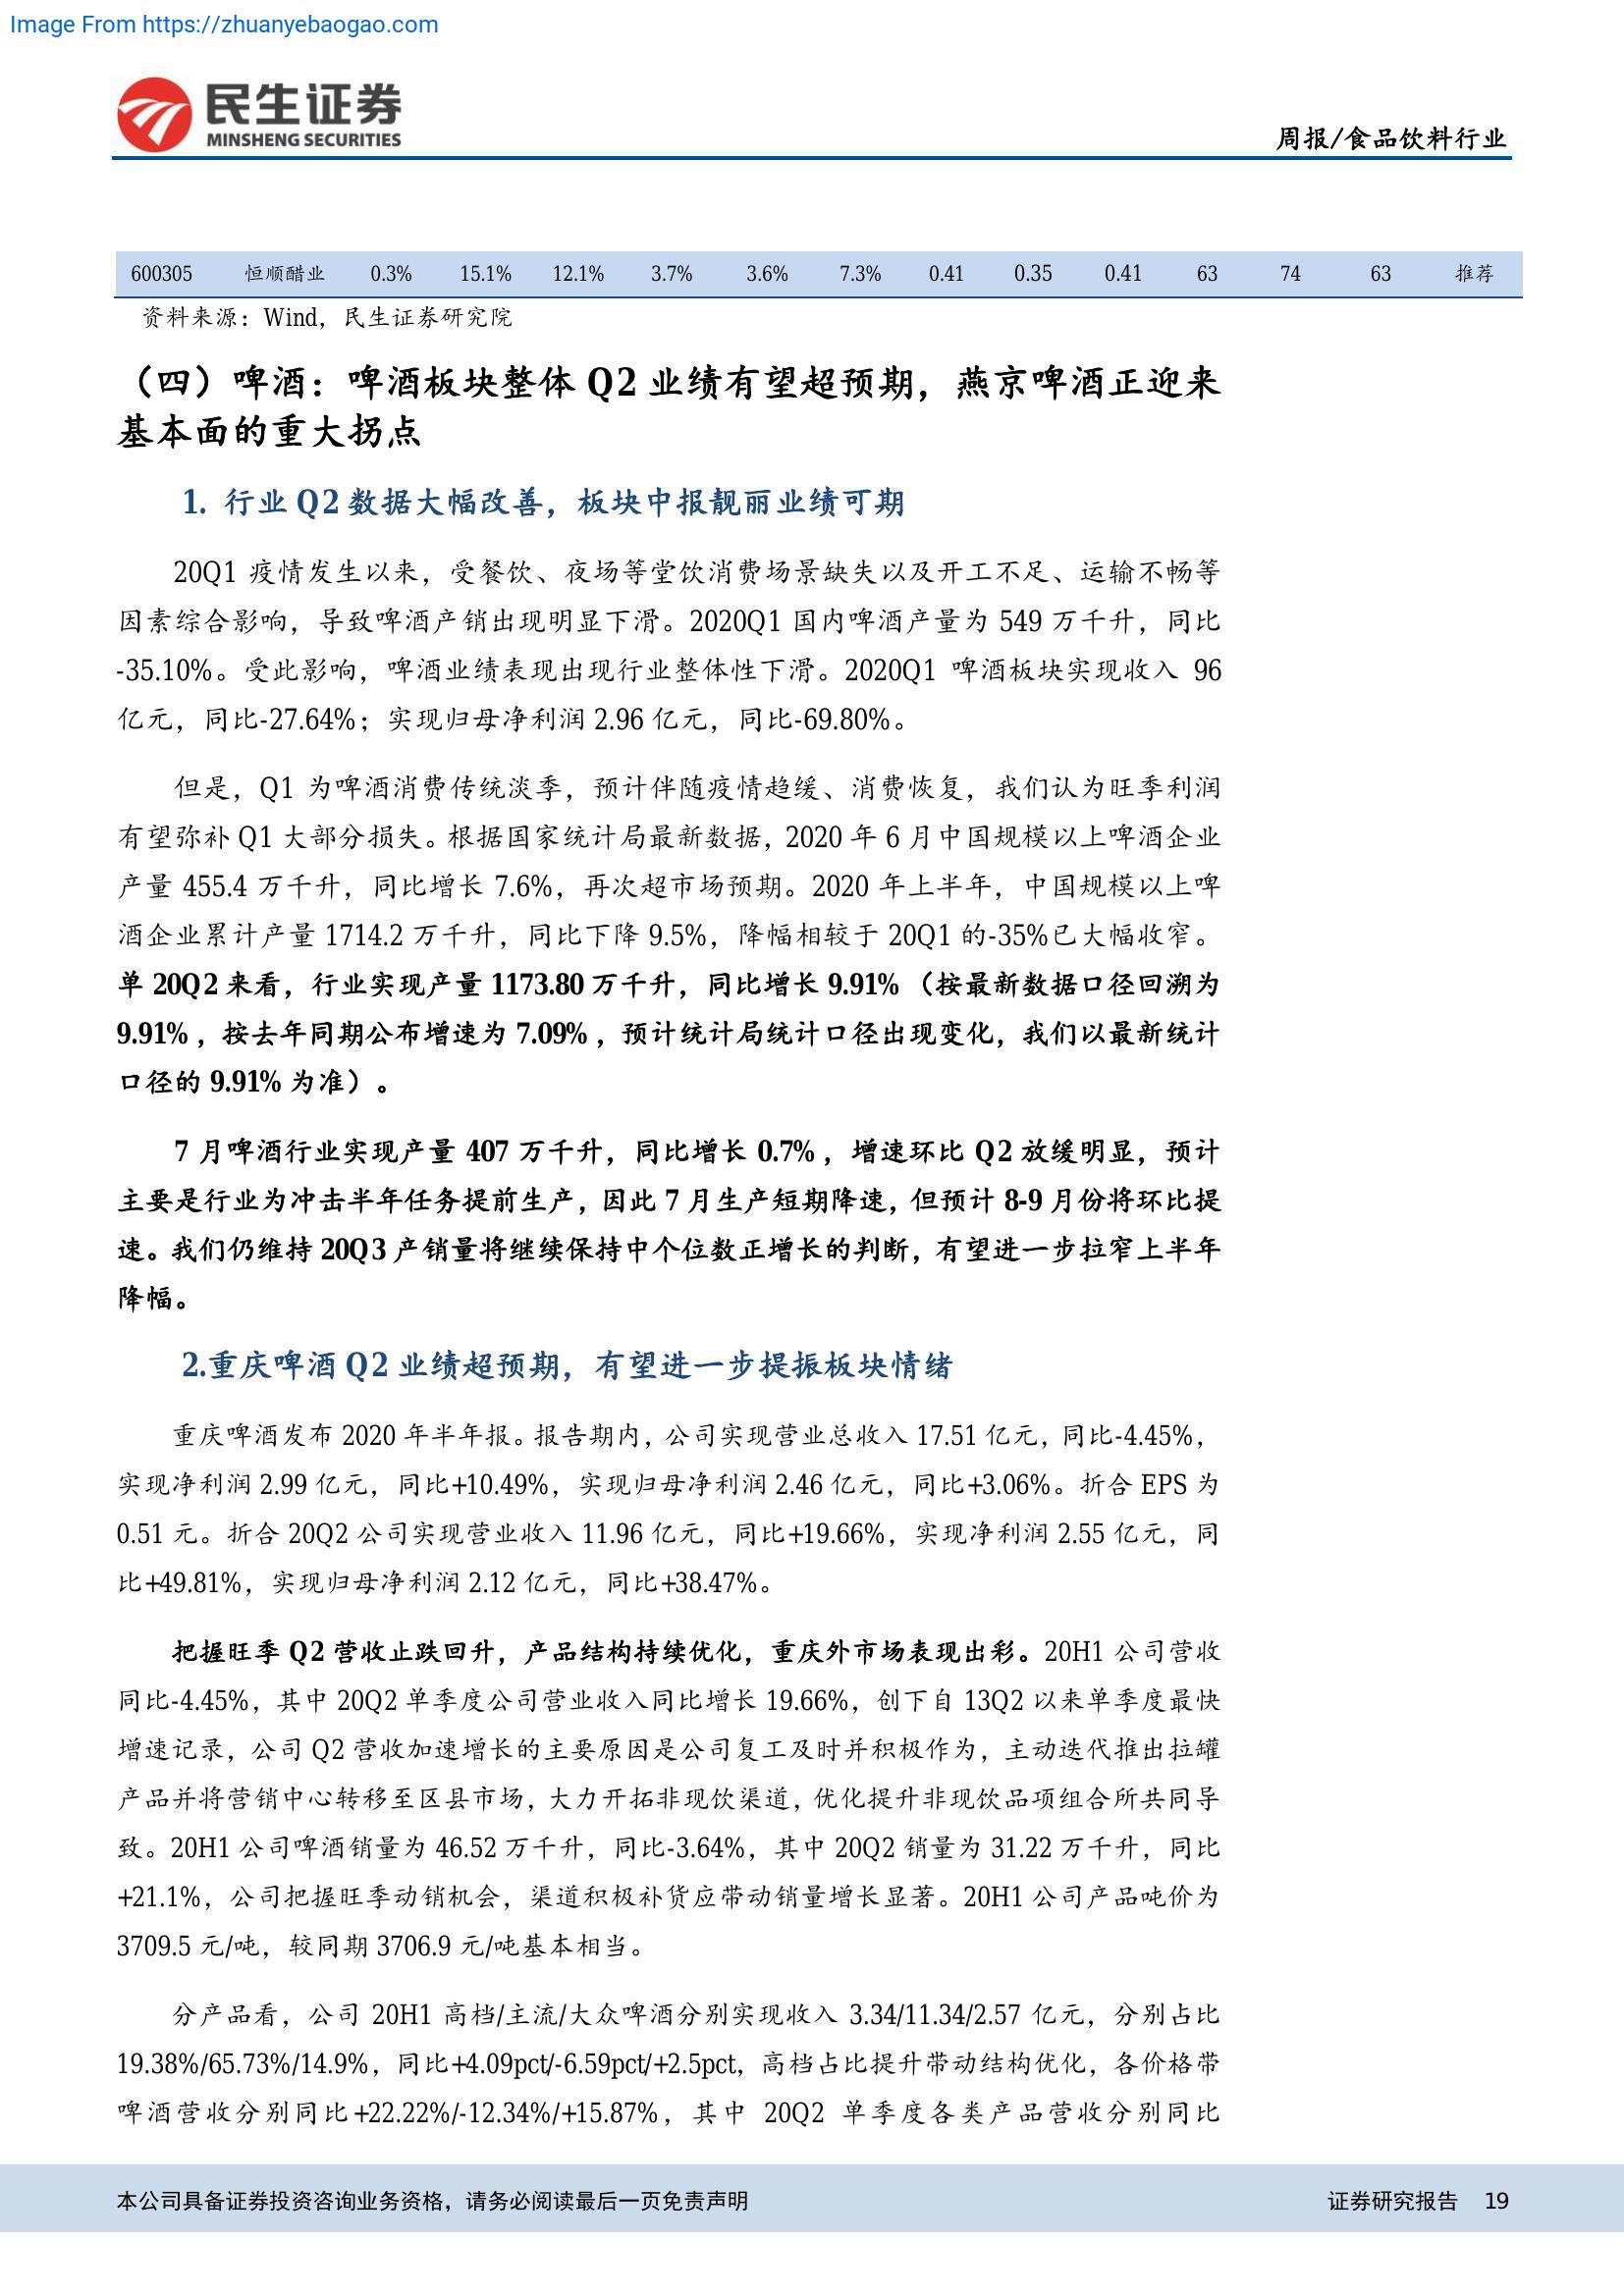 Image From https://zhuanyebaogao.com
民生证券
MINSHENG SECURITIES
周报/食品饮料行业
600305 恒顺醋业 0.3% 15.1% 12.1% 3.7% 3.6% 7.3% 0.41 0.35 0.41 63 74 63 推荐
资料来源：Wind，民生证券研究院
（四）啤酒：啤酒板块整体 Q2 业绩有望超预期，燕京啤酒正迎来
基本面的重大拐点
1. 行业 Q2 数据大幅改善，板块中报靓丽业绩可期
20Q1 疫情发生以来，受餐饮、夜场等堂饮消费场景缺失以及开工不足、运输不畅等
因素综合影响，导致啤酒产销出现明显下滑。2020Q1 国内啤酒产量为 549 万千升，同比
-35.10%。受此影响，啤酒业绩表现出现行业整体性下滑。2020Q1 啤酒板块实现收入 96
亿元，同比-27.64%；实现归母净利润 2.96 亿元，同比-69.80%。
但是，Q1 为啤酒消费传统淡季，预计伴随疫情趋缓、消费恢复，我们认为旺季利润
有望弥补 Q1 大部分损失。根据国家统计局最新数据，2020 年 6 月中国规模以上啤酒企业
产量 455.4 万千升，同比增长 7.6%，再次超市场预期。2020 年上半年，中国规模以上啤
酒企业累计产量 1714.2 万千升，同比下降 9.5%，降幅相较于 20Q1 的-35%已大幅收窄。
单 20Q2 来看，行业实现产量 1173.80 万千升，同比增长 9.91%（按最新数据口径回溯为
9.91%，按去年同期公布增速为 7.09%，预计统计局统计口径出现变化，我们以最新统计
口径的 9.91%为准）。
7 月啤酒行业实现产量 407 万千升，同比增长 0.7%，增速环比 Q2 放缓明显，预计
主要是行业为冲击半年任务提前生产，因此 7 月生产短期降速，但预计 8-9 月份将环比提
速。我们仍维持 20Q3 产销量将继续保持中个位数正增长的判断，有望进一步拉窄上半年
降幅。
2.重庆啤酒 Q2 业绩超预期，有望进一步提振板块情绪
重庆啤酒发布 2020 年半年报。报告期内，公司实现营业总收入 17.51 亿元，同比-4.45%，
实现净利润 2.99 亿元，同比+10.49%，实现归母净利润 2.46 亿元，同比+3.06%。折合 EPS 为
0.51 元。折合 20Q2 公司实现营业收入 11.96 亿元，同比+19.66%，实现净利润 2.55 亿元，同
比+49.81%，实现归母净利润 2.12 亿元，同比+38.47%。
把握旺季 Q2 营收止跌回升，产品结构持续优化，重庆外市场表现出彩。20H1 公司营收
同比-4.45%，其中 20Q2 单季度公司营业收入同比增长 19.66%，创下自 13Q2 以来单季度最快
增速记录，公司 Q2 营收加速增长的主要原因是公司复工及时并积极作为，主动迭代推出拉罐
产品并将营销中心转移至区县市场，大力开拓非现饮渠道，优化提升非现饮品项组合所共同导
致。20H1 公司啤酒销量为 46.52 万千升，同比-3.64%，其中 20Q2 销量为 31.22 万千升，同比
+21.1%，公司把握旺季动销机会，渠道积极补货应带动销量增长显著。20H1 公司产品吨价为
3709.5 元/吨，较同期 3706.9 元/吨基本相当。
分产品看，公司 20H1 高档/主流/大众啤酒分别实现收入 3.34/11.34/2.57 亿元，分别占比
19.38%/65.73%/14.9%，同比+4.09pct/-6.59pct/+2.5pct，高档占比提升带动结构优化，各价格带
啤酒营收分别同比+22.22%/-12.34%/+15.87%，其中 20Q2 单季度各类产品营收分别同比
本公司具备证券投资咨询业务资格，请务必阅读最后一页免责声明
证券研究报告 19